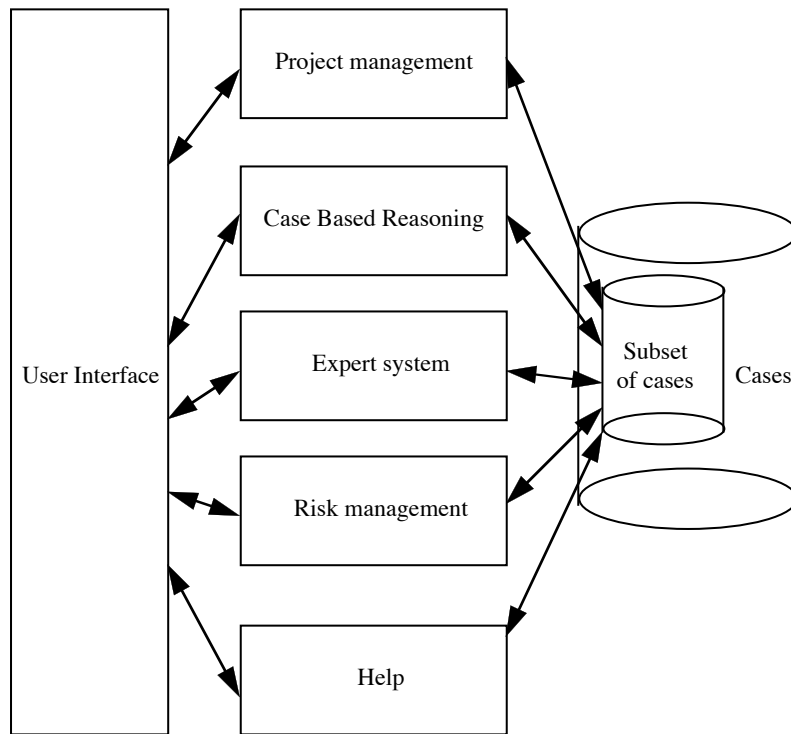 Project management
Case Based Reasoning
User Interface
Expert system
Subset
of cases
Cases
Risk management
Help